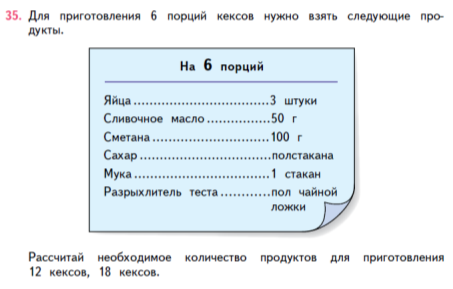 35. Для приготовления 6 порций кексов нужно взять следующие про-
дукты.
На 6 порций
Яйца................................3 штуки
Сливочное масло...............50 г
Сметана............................100 г
Сахар...............................полстакана
Мука................................1 стакан
Разрыхлитель теста............пол чайной
ложки
Рассчитай необходимое количество продуктов для приготовления
12 кексов, 18 кексов.